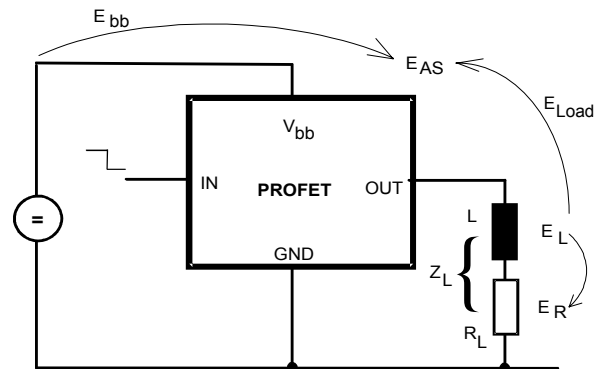 E bb
E AS
E Load
V bb
IN
PROFET
OUT
=
L
E L
GND
Z L {
E R
R L